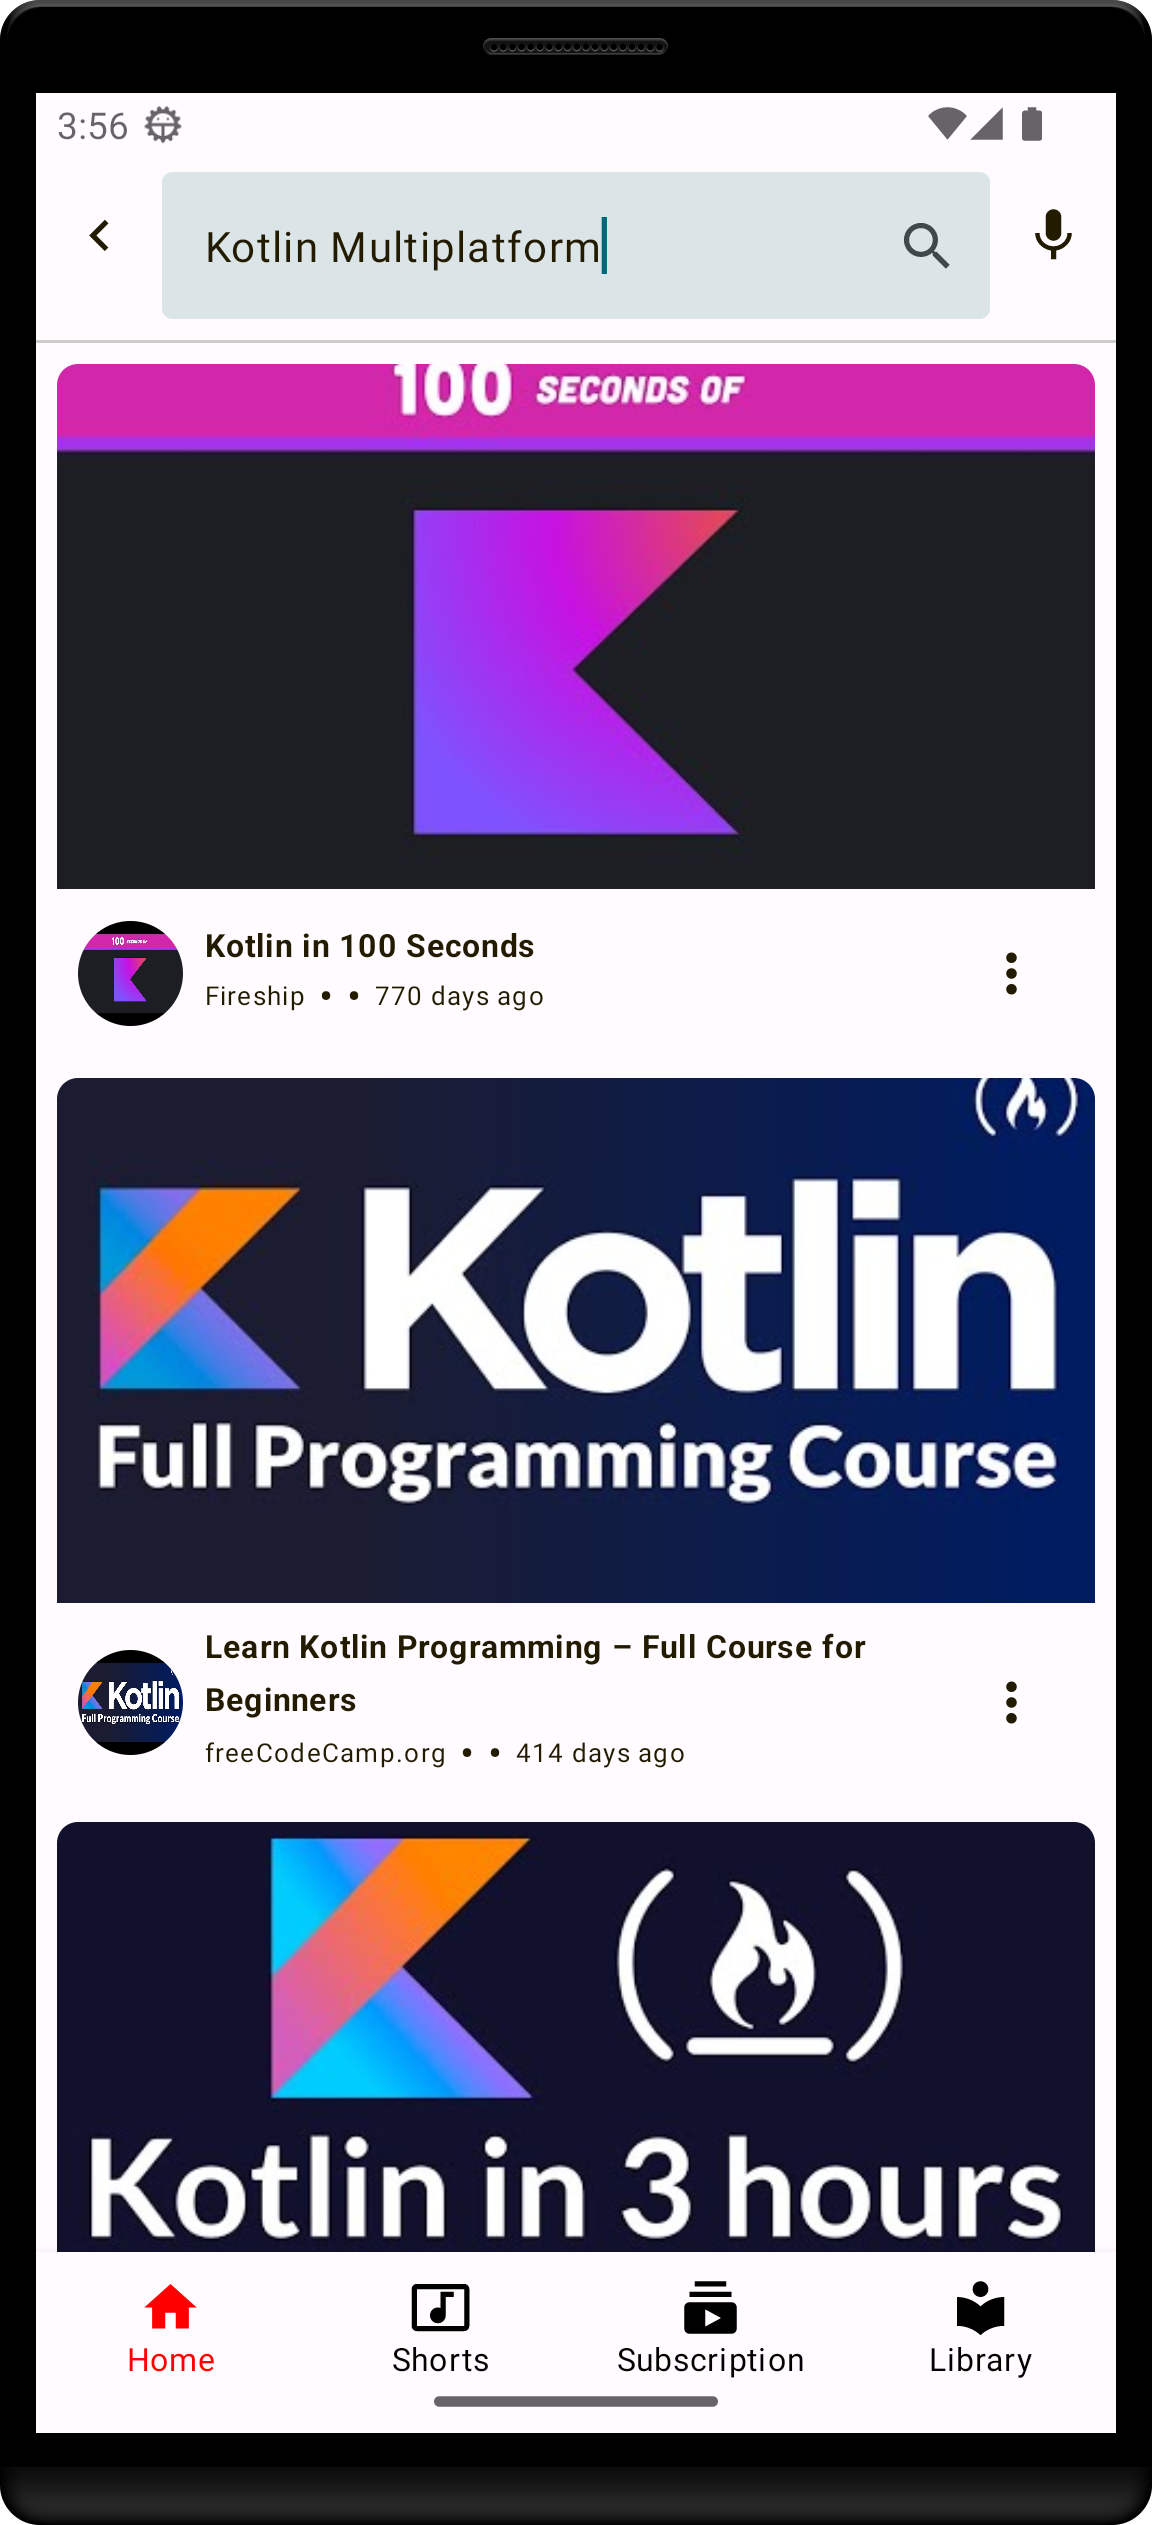 3:56
Kotlin Multiplatform
100 SECONDS OF
100
Kotlin in 100 Seconds
Fireship • • 770 days ago
Kotlin
Full Programming Course
Learn Kotlin Programming – Full Course for
Beginners
Kotlin
Full Programming Course
freeCodeCamp.org • • 414 days ago
Kotlin in 3 hours
Home
Shorts
Subscription
Library